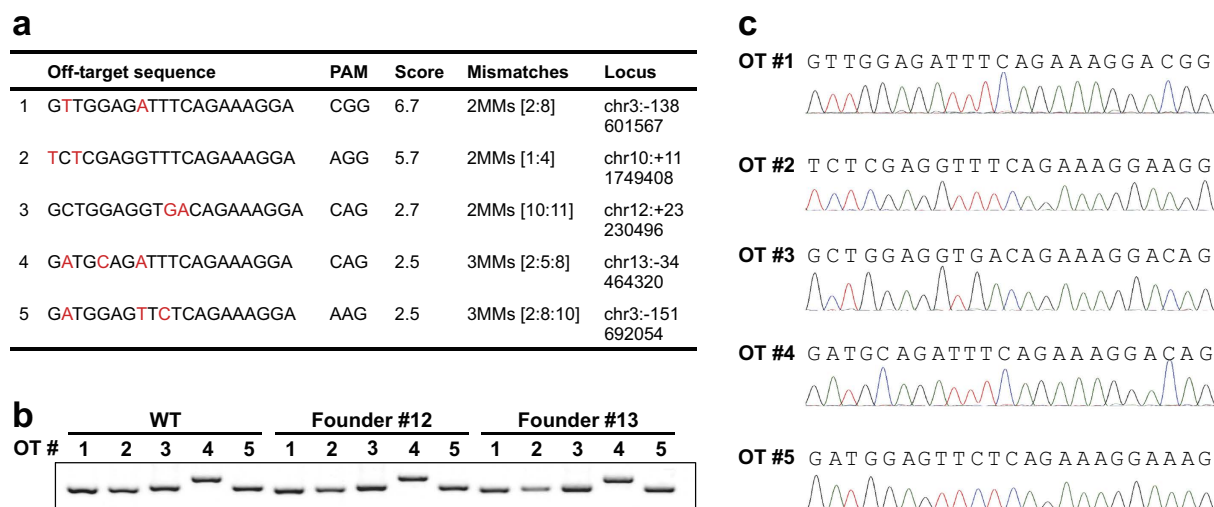 a
Off-target sequence PAM Score Mismatches Locus
1 GTTGGAGATTTCAGAAAGGA CGG 6.7 2MMs [2:8] chr3:-138
601567
2 TCTCGAGGTTTCAGAAAGGA AGG 5.7 2MMs [1:4] chr10:+11
1749408
3 GCTGGAGGTGACAGAAAGGA CAG 2.7 2MMs [10:11] chr12:+23
230496
4 GATGCAGATTTCAGAAAGGA CAG 2.5 3MMs [2:5:8] chr13:-34
464320
5 GATGGAGTTCTCAGAAAGGA AAG 2.5 3MMs [2:8:10] chr3:-151
692054
b
WT Founder #12 Founder #13
OT # 1 2 3 4 5 1 2 3 4 5 1 2 3 4 5
c
OT #1 GTTGGAGATTTCAGAAAGGACGG
OT #2 TCTCGAGGTTTCAGAAAGGAAGG
OT #3 GCTGGAGGTGACAGAAAGGACAG
OT #4 GATGCAGATTTCAGAAAGGACAG
OT #5 GATGGAGTTCTCAGAAAGGAAAG